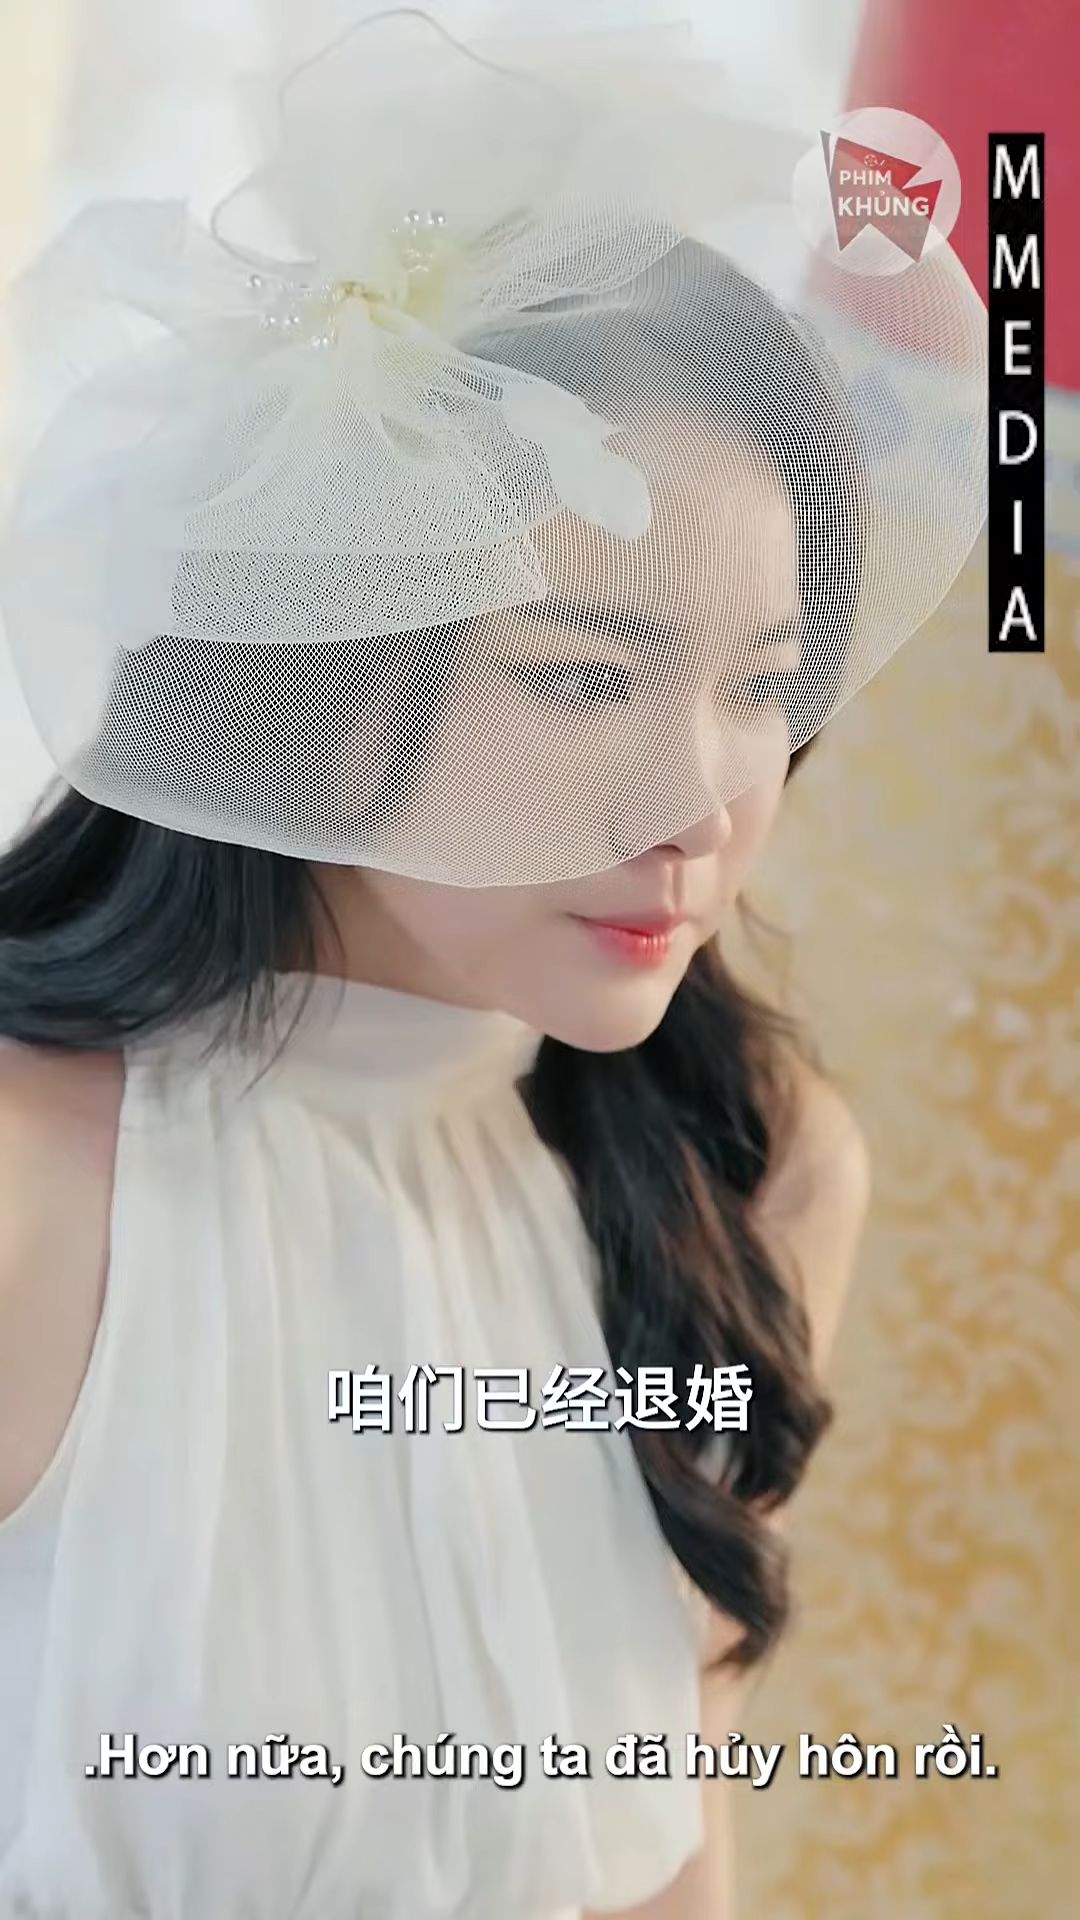 PHIM
KHỦNG
MMEDIA
咱们已经退婚
.Hơn nữa, chúng ta đã hủy hôn rồi.